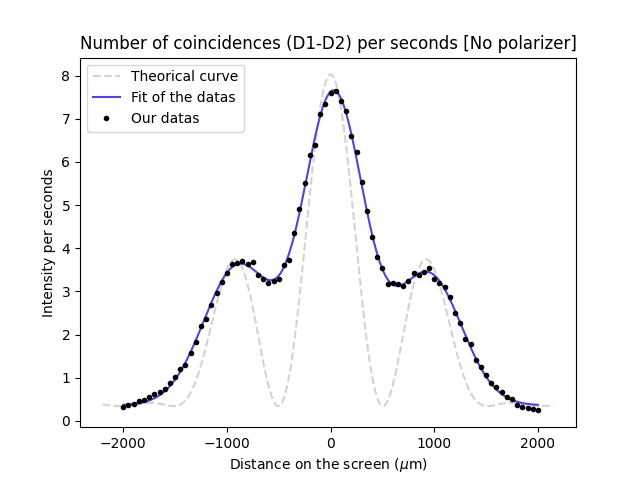 Number of coincidences (D1-D2) per seconds [No polarizer]
Theorical curve
Fit of the datas
Our datas
Intensity per seconds
8
7
6
5
4
3
2
1
0
−2000 −1000 0 1000 2000
Distance on the screen (μm)